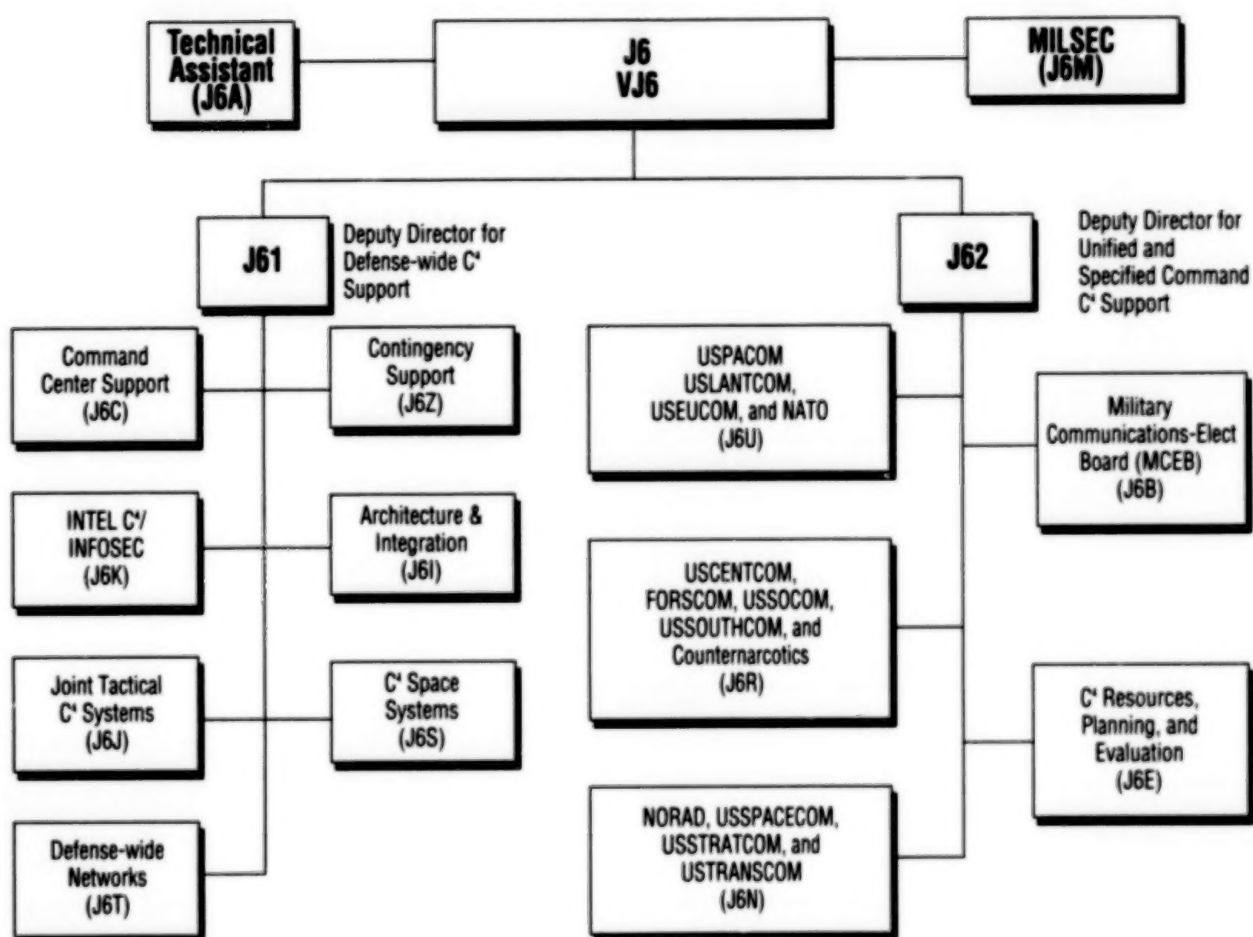 Technical
Assistant
(J6A)
J6
VJ6
MILSEC
(J6M)
J61
Deputy Director for
Defense-wide C⁴
Support
J62
Deputy Director for
Unified and
Specified Command
C⁴ Support
Command
Center Support
(J6C)
Contingency
Support
(J6Z)
INTEL C⁴/
INFOSEC
(J6K)
Architecture &
Integration
(J6I)
Joint Tactical
C⁴ Systems
(J6J)
C⁴ Space
Systems
(J6S)
Defense-wide
Networks
(J6T)
USPACOM
USLANTCOM,
USEUCOM, and NATO
(J6U)
Military
Communications-Elect
Board (MCEB)
(J6B)
USCENTCOM,
FORSCOM, USSOCOM,
USSOUTHCOM, and
Counternarcotics
(J6R)
C⁴ Resources,
Planning, and
Evaluation
(J6E)
NORAD, USSPACECOM,
USSTRATCOM, and
USTRANSCOM
(J6N)